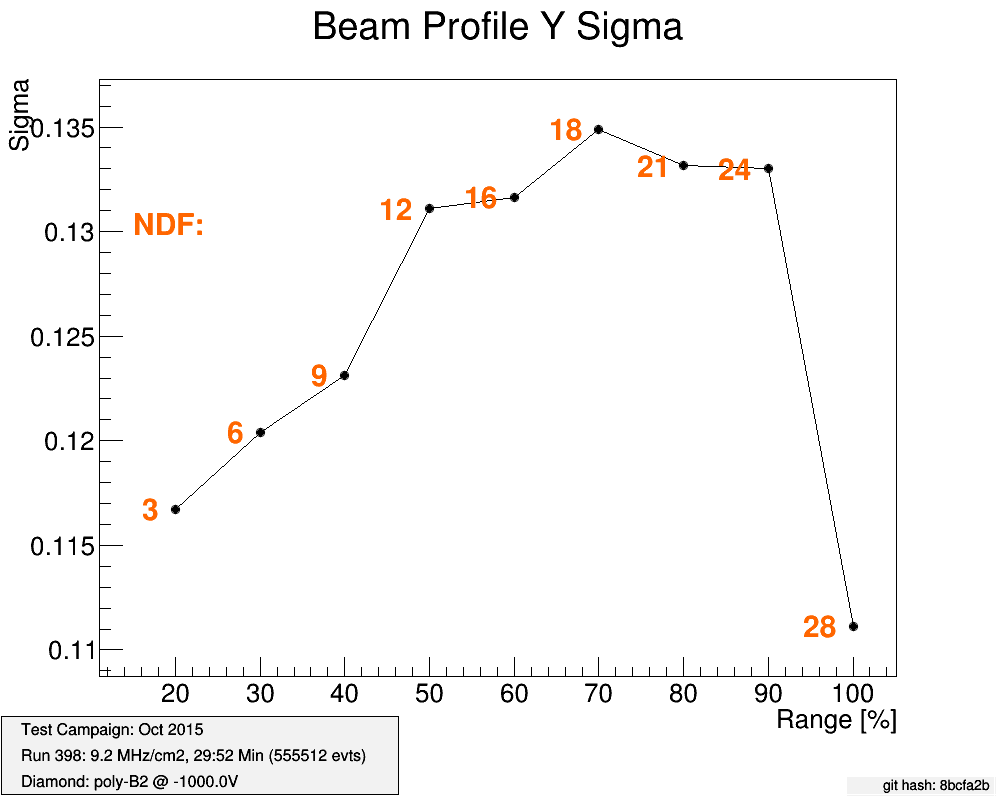 Beam Profile Y Sigma
Sigma
0.135
0.13
0.125
0.12
0.115
0.11
NDF:
3
6
9
12
16
18
21
24
28
20 30 40 50 60 70 80 90 100
Range [%]
Test Campaign: Oct 2015
Run 398: 9.2 MHz/cm2, 29:52 Min (555512 evts)
Diamond: poly-B2 @ -1000.0V
git hash: 8bcfa2b